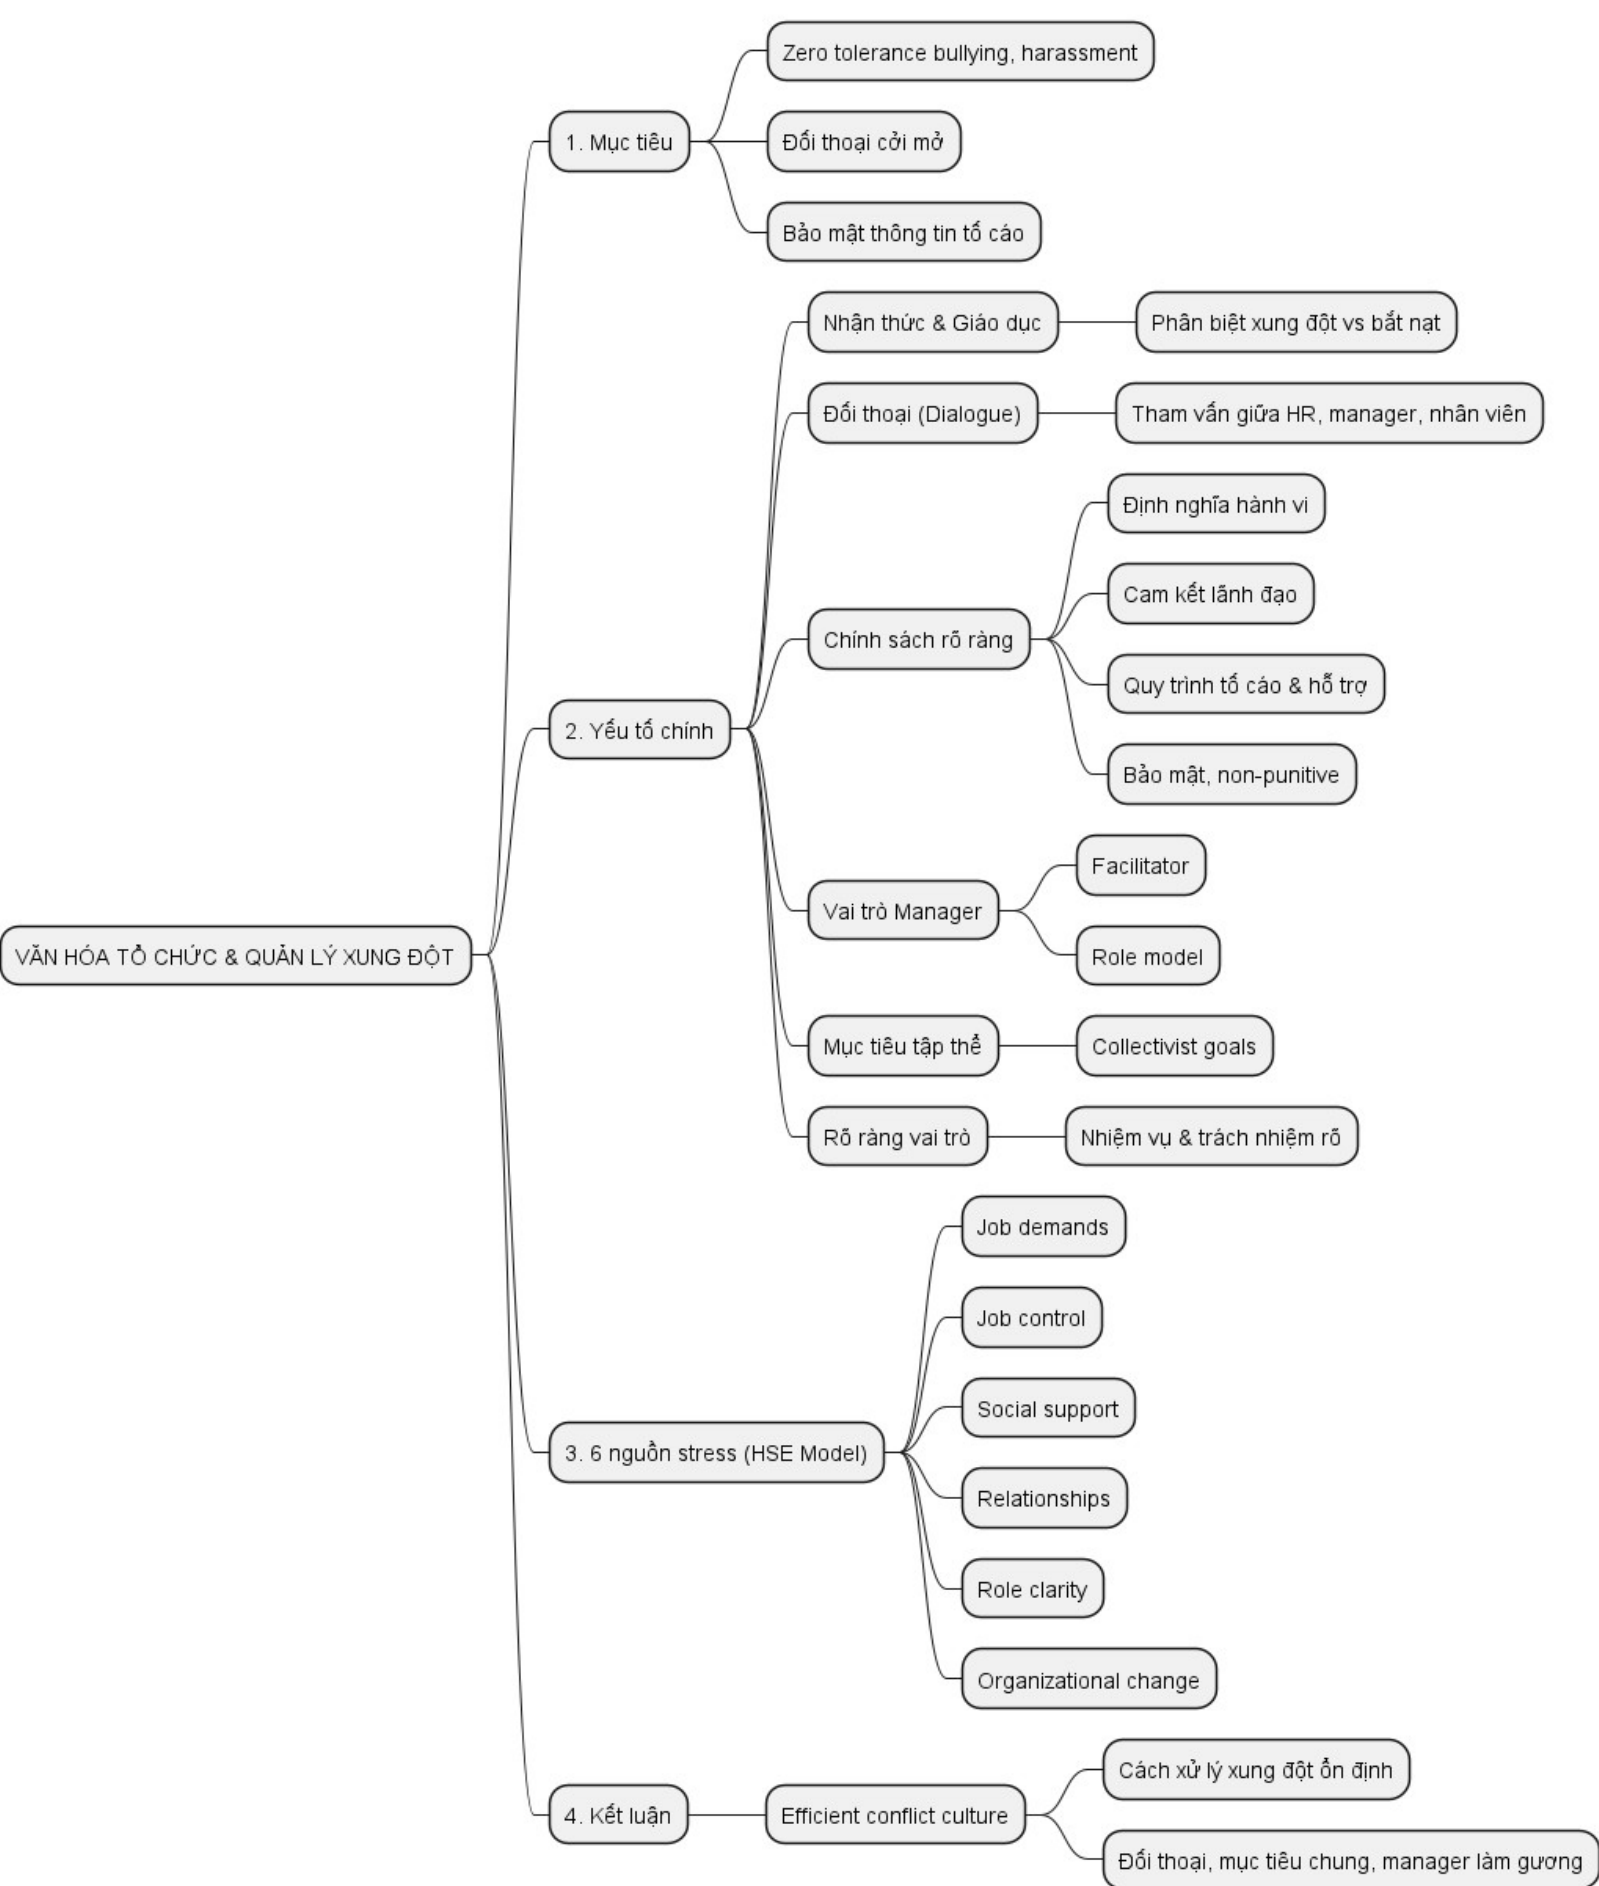 VĂN HÓA TỔ CHỨC & QUẢN LÝ XUNG ĐỘT
1. Mục tiêu
Zero tolerance bullying, harassment
Đối thoại cởi mở
Bảo mật thông tin tố cáo
2. Yếu tố chính
Nhận thức & Giáo dục
Phân biệt xung đột vs bắt nạt
Đối thoại (Dialogue)
Tham vấn giữa HR, manager, nhân viên
Chính sách rõ ràng
Định nghĩa hành vi
Cam kết lãnh đạo
Quy trình tố cáo & hỗ trợ
Bảo mật, non-punitive
Vai trò Manager
Facilitator
Role model
Mục tiêu tập thể
Collectivist goals
Rõ ràng vai trò
Nhiệm vụ & trách nhiệm rõ
3. 6 nguồn stress (HSE Model)
Job demands
Job control
Social support
Relationships
Role clarity
Organizational change
4. Kết luận
Efficient conflict culture
Cách xử lý xung đột ổn định
Đối thoại, mục tiêu chung, manager làm gương